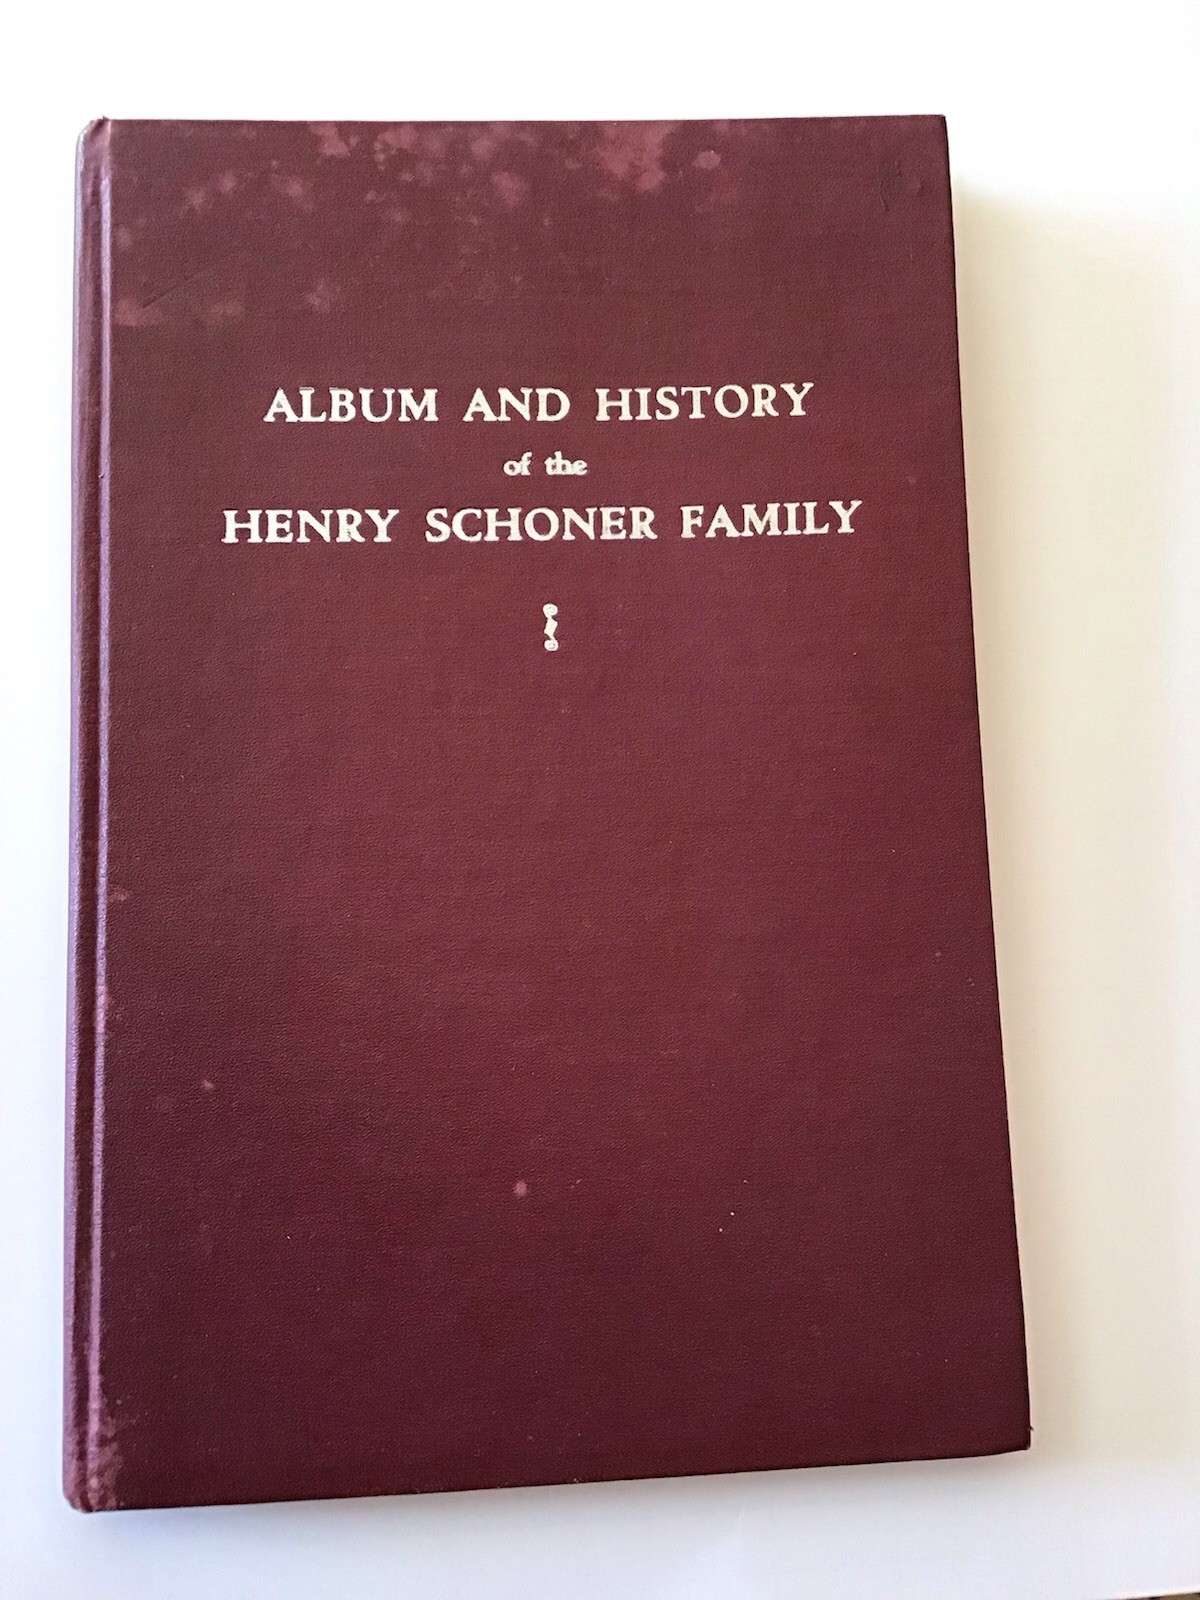 ALBUM AND HISTORY
of the
HENRY SCHONER FAMILY